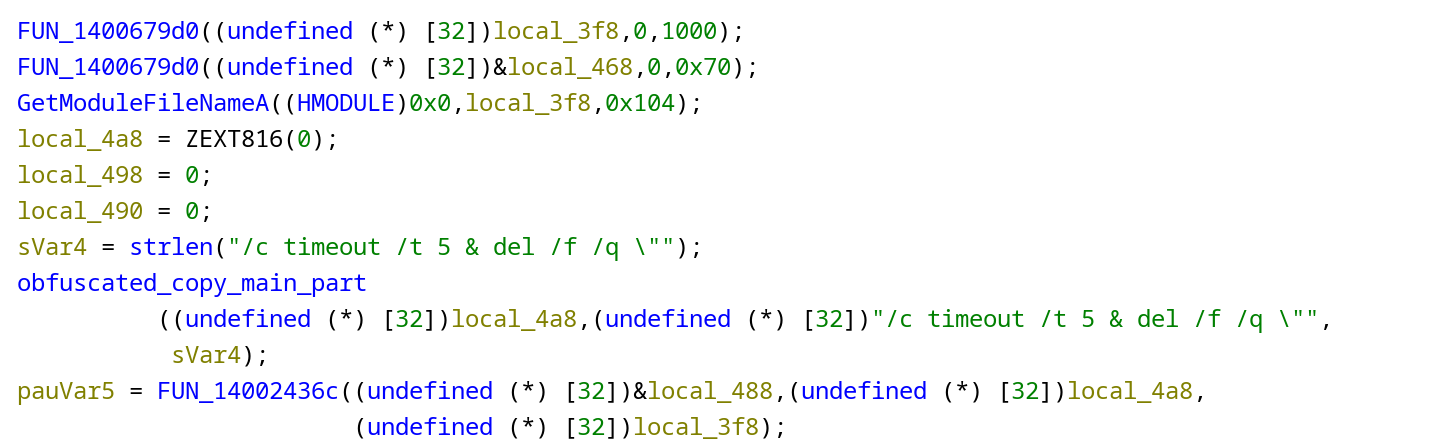 FUN_1400679d0((undefined (*) [32])local_3f8,0,1000);
FUN_1400679d0((undefined (*) [32])&local_468,0,0x70);
GetModuleFileNameA((HMODULE)0x0,local_3f8,0x104);
local_4a8 = ZEXT816(0);
local_498 = 0;
local_490 = 0;
sVar4 = strlen("/c timeout /t 5 & del /f /q \"");
obfuscated_copy_main_part
((undefined (*) [32])local_4a8,(undefined (*) [32])"/c timeout /t 5 & del /f /q \"",
sVar4);
pauVar5 = FUN_14002436c((undefined (*) [32])&local_488,(undefined (*) [32])local_4a8,
(undefined (*) [32])local_3f8);